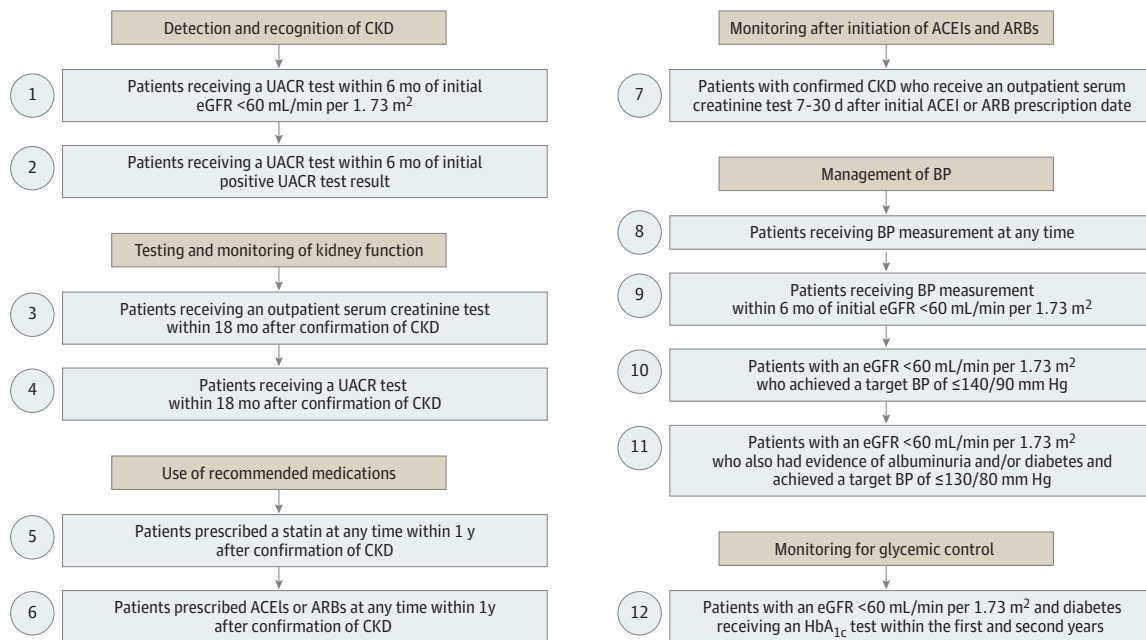 Detection and recognition of CKD
1
Patients receiving a UACR test within 6 mo of initial
eGFR <60 mL/min per 1. 73 m²
2
Patients receiving a UACR test within 6 mo of initial
positive UACR test result
Testing and monitoring of kidney function
3
Patients receiving an outpatient serum creatinine test
within 18 mo after confirmation of CKD
4
Patients receiving a UACR test
within 18 mo after confirmation of CKD
Use of recommended medications
5
Patients prescribed a statin at any time within 1 y
after confirmation of CKD
6
Patients prescribed ACEIs or ARBs at any time within 1y
after confirmation of CKD
Monitoring after initiation of ACEIs and ARBs
7
Patients with confirmed CKD who receive an outpatient serum
creatinine test 7-30 d after initial ACEI or ARB prescription date
Management of BP
8
Patients receiving BP measurement at any time
9
Patients receiving BP measurement
within 6 mo of initial eGFR <60 mL/min per 1.73 m²
10
Patients with an eGFR <60 mL/min per 1.73 m²
who achieved a target BP of ≤140/90 mm Hg
11
Patients with an eGFR <60 mL/min per 1.73 m²
who also had evidence of albuminuria and/or diabetes and
achieved a target BP of ≤130/80 mm Hg
Monitoring for glycemic control
12
Patients with an eGFR <60 mL/min per 1.73 m² and diabetes
receiving an HbA₁c test within the first and second years